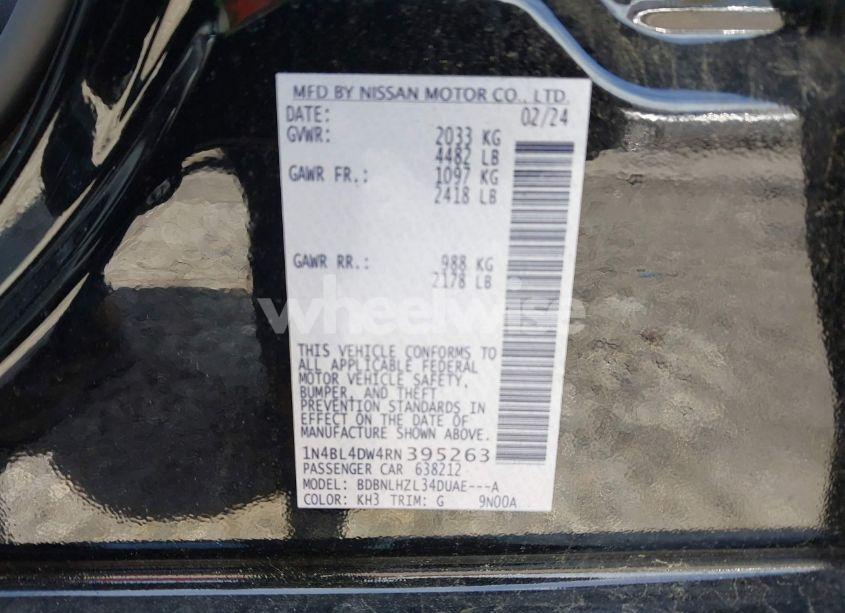 MFD BY NISSAN MOTOR CO., LTD.
DATE: 02/24
GVWR: 2033 KG
4482 LB
GAWR FR.: 1097 KG
2418 LB
GAWR RR.: 988 KG
2178 LB
wheelwise
THIS VEHICLE CONFORMS TO
ALL APPLICABLE FEDERAL
MOTOR VEHICLE SAFETY,
BUMPER, AND THEFT
PREVENTION STANDARDS IN
EFFECT ON THE DATE OF
MANUFACTURE SHOWN ABOVE.
1N4BL4DW4RN395263
PASSENGER CAR 638212
MODEL: BDBNLHZL34DUAE---A
COLOR: KH3 TRIM: G 9N00A